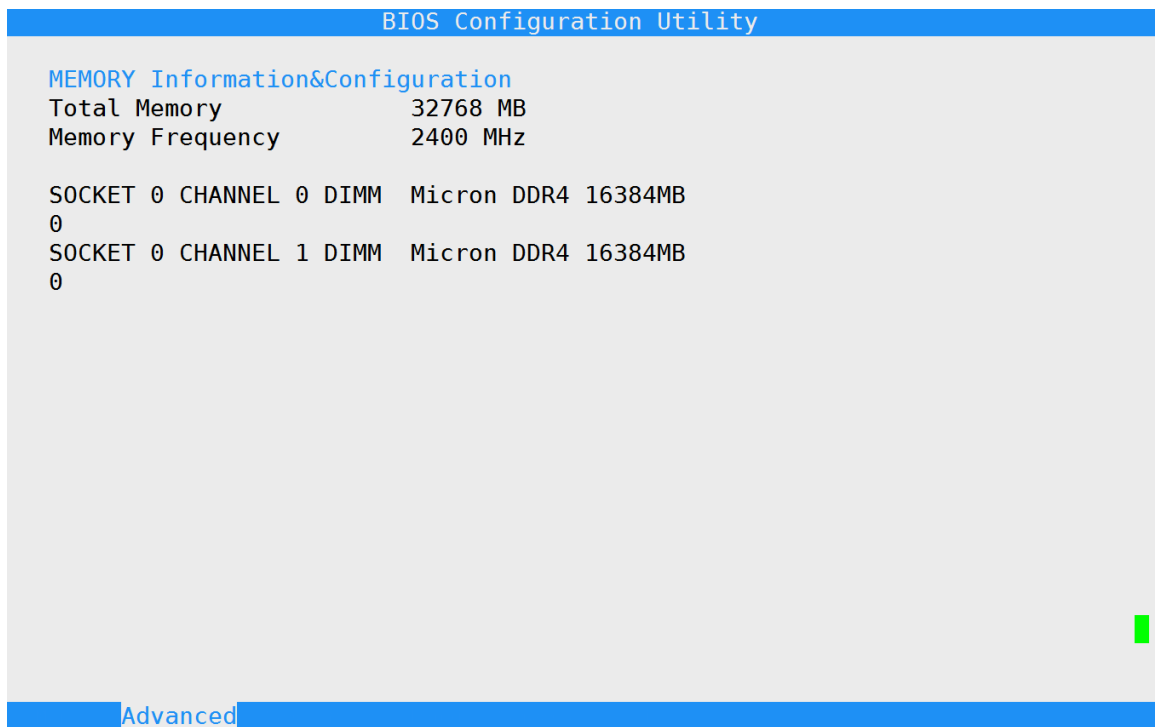 BIOS Configuration Utility
MEMORY Information&Configuration
Total Memory 32768 MB
Memory Frequency 2400 MHz
SOCKET 0 CHANNEL 0 DIMM Micron DDR4 16384MB
0
SOCKET 0 CHANNEL 1 DIMM Micron DDR4 16384MB
0
Advanced